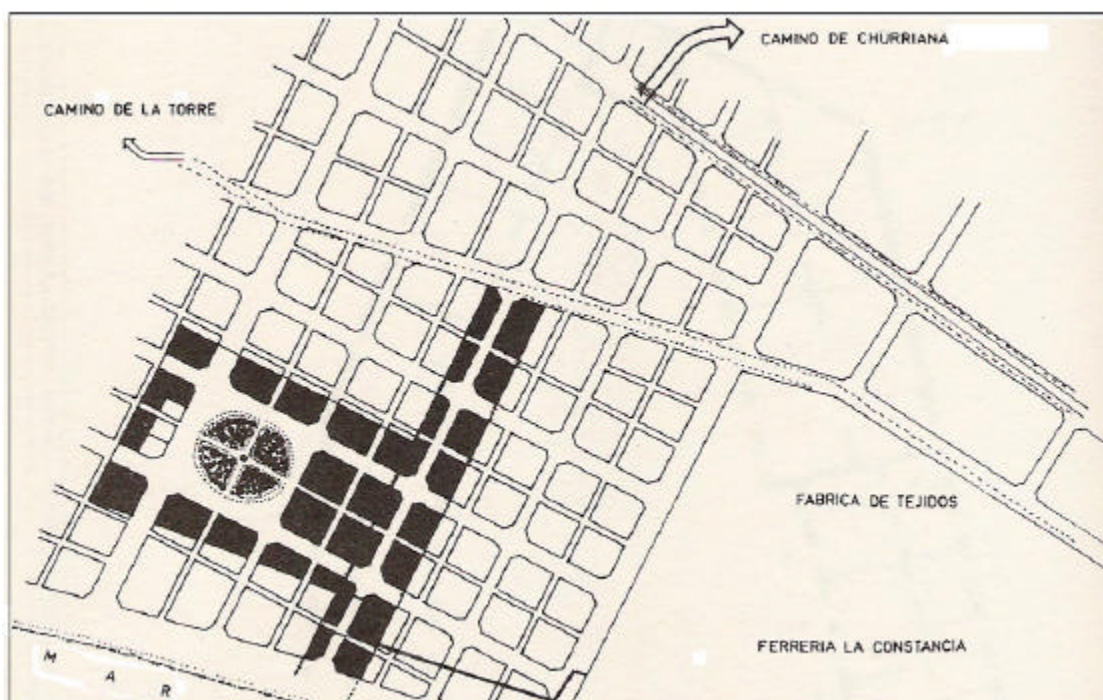 CAMINO DE CHURRIANA
CAMINO DE LA TORRE
FABRICA DE TEJIDOS
FERRERIA LA CONSTANCIA
M A R